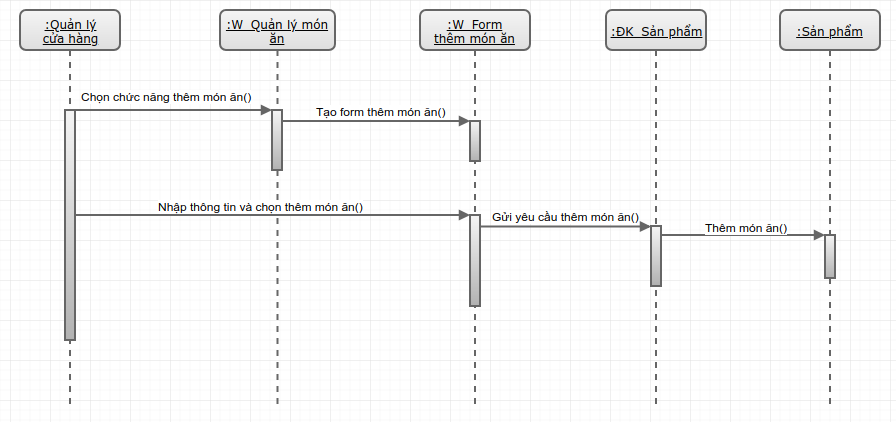 :Quản lý
cửa hàng
:W_Quản lý món
ăn
:W_Form
thêm món ăn
:ĐK_Sản phẩm
:Sản phẩm
Chọn chức năng thêm món ăn()
Tạo form thêm món ăn()
Nhập thông tin và chọn thêm món ăn()
Gửi yêu cầu thêm món ăn()
Thêm món ăn()